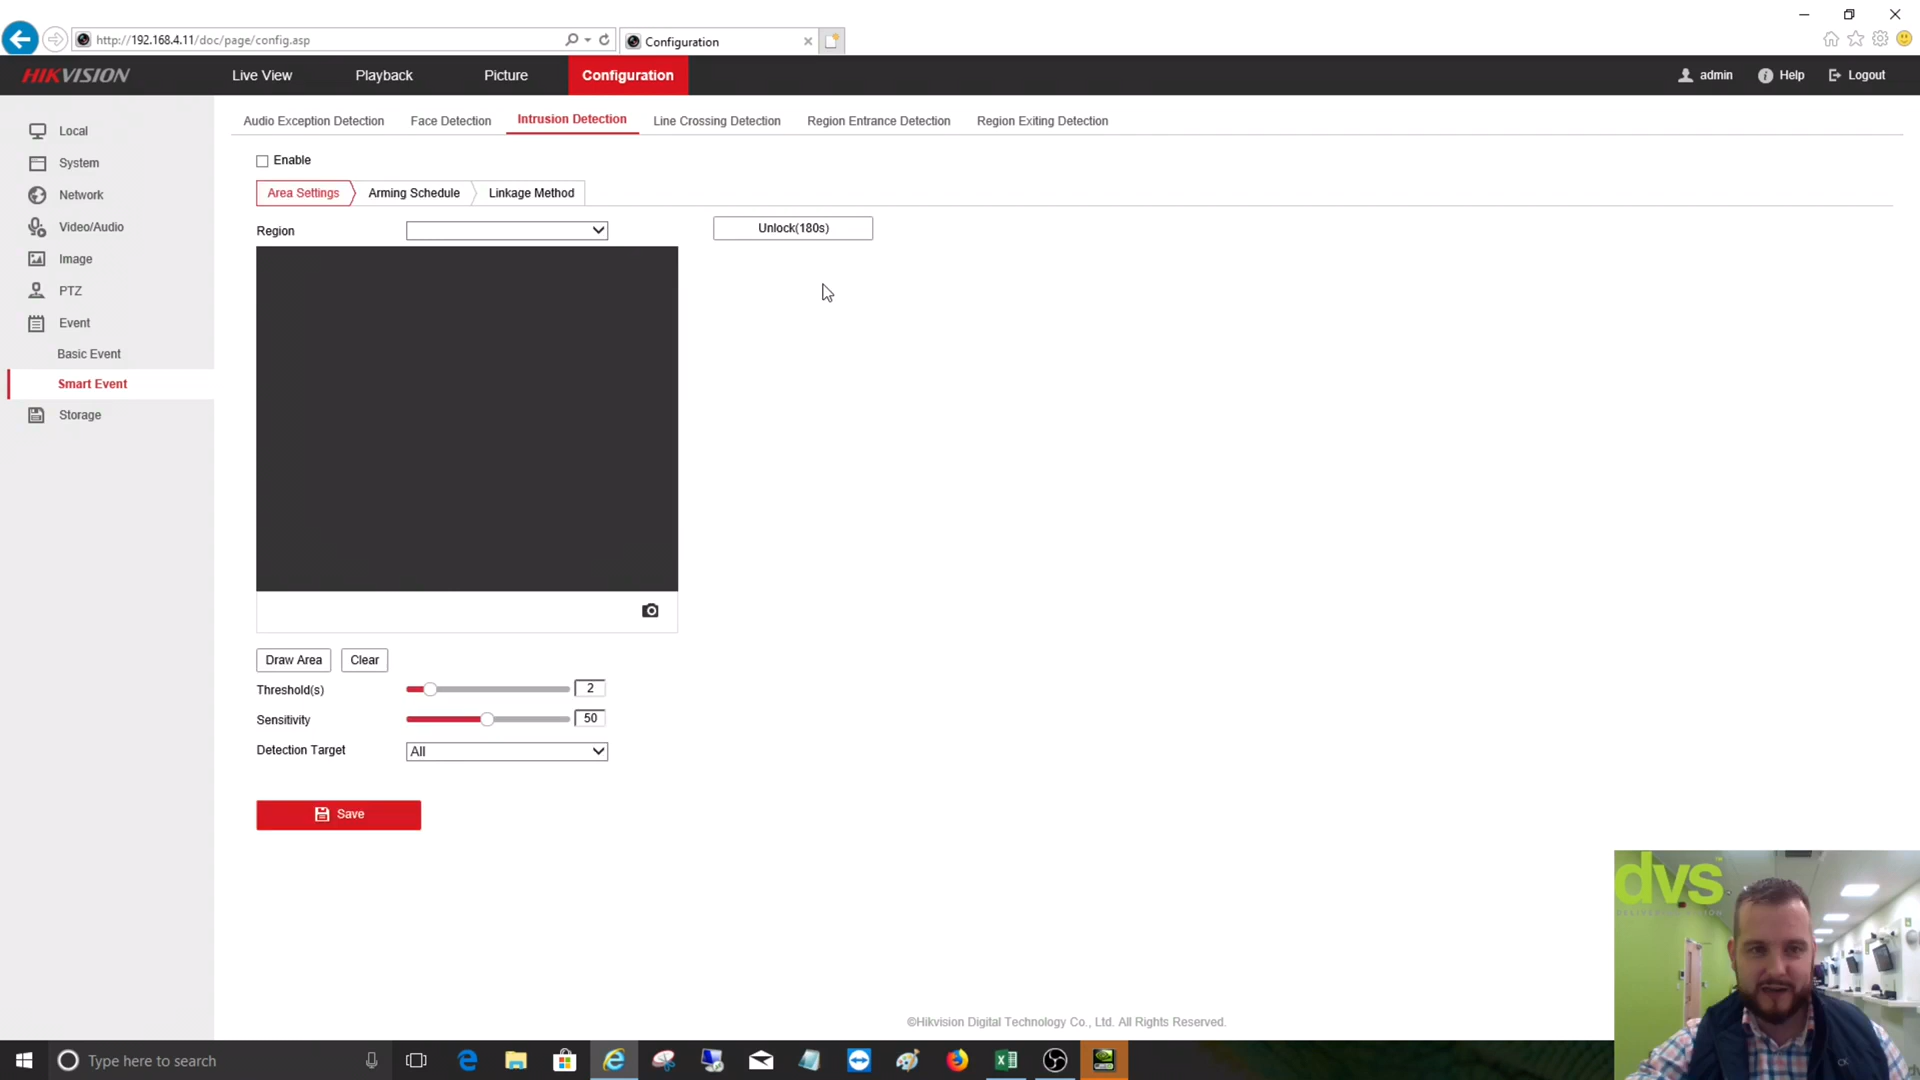 http://192.168.4.11/doc/page/config.asp
Configuration
HIKVISION
Live View
Playback
Picture
Configuration
admin
Help
Logout
Local
System
Network
Video/Audio
Image
PTZ
Event
Basic Event
Smart Event
Storage
Audio Exception Detection
Face Detection
Intrusion Detection
Line Crossing Detection
Region Entrance Detection
Region Exiting Detection
Enable
Area Settings
Arming Schedule
Linkage Method
Region
Unlock(180s)
Draw Area
Clear
Threshold(s)
2
Sensitivity
50
Detection Target
All
Save
dvs
©Hikvision Digital Technology Co., Ltd. All Rights Reserved.
Type here to search